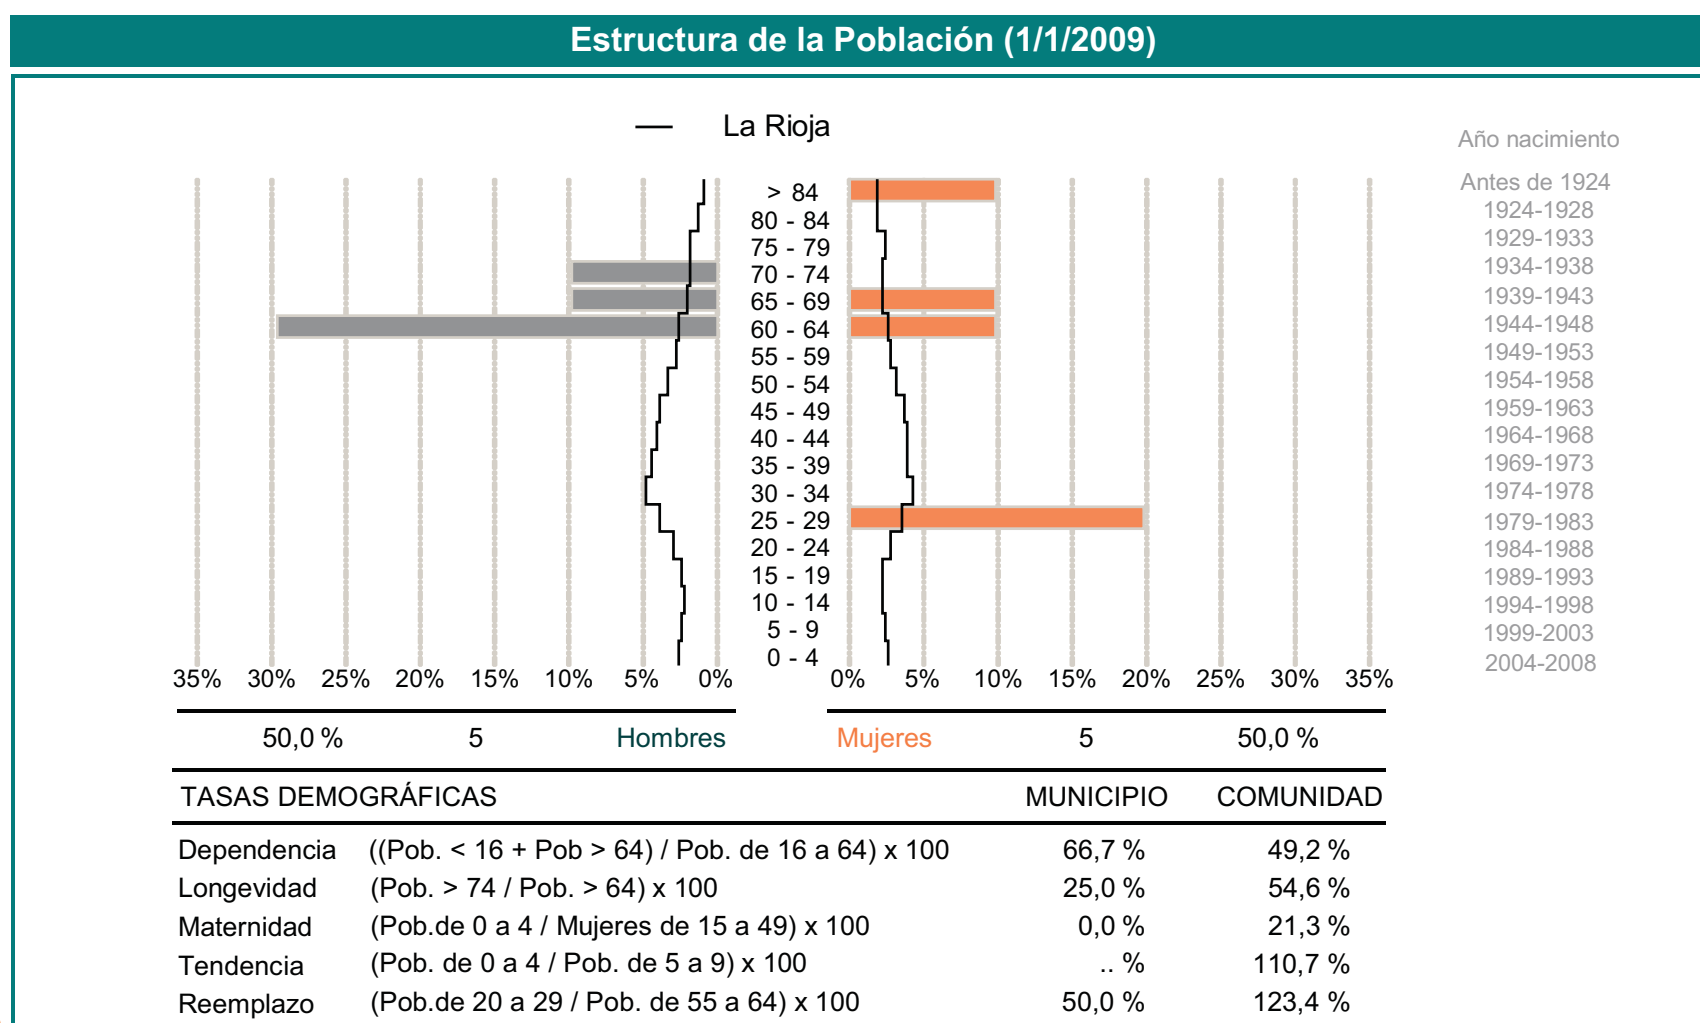 Estructura de la Población (1/1/2009)
La Rioja
Año nacimiento
> 84 Antes de 1924
80 - 84 1924-1928
75 - 79 1929-1933
70 - 74 1934-1938
65 - 69 1939-1943
60 - 64 1944-1948
55 - 59 1949-1953
50 - 54 1954-1958
45 - 49 1959-1963
40 - 44 1964-1968
35 - 39 1969-1973
30 - 34 1974-1978
25 - 29 1979-1983
20 - 24 1984-1988
15 - 19 1989-1993
10 - 14 1994-1998
5 - 9 1999-2003
0 - 4 2004-2008
35% 30% 25% 20% 15% 10% 5% 0% 0% 5% 10% 15% 20% 25% 30% 35%
50,0 % 5 Hombres Mujeres 5 50,0 %
TASAS DEMOGRÁFICAS MUNICIPIO COMUNIDAD
Dependencia ((Pob. < 16 + Pob > 64) / Pob. de 16 a 64) x 100 66,7 % 49,2 %
Longevidad (Pob. > 74 / Pob. > 64) x 100 25,0 % 54,6 %
Maternidad (Pob.de 0 a 4 / Mujeres de 15 a 49) x 100 0,0 % 21,3 %
Tendencia (Pob. de 0 a 4 / Pob. de 5 a 9) x 100 .. % 110,7 %
Reemplazo (Pob.de 20 a 29 / Pob. de 55 a 64) x 100 50,0 % 123,4 %